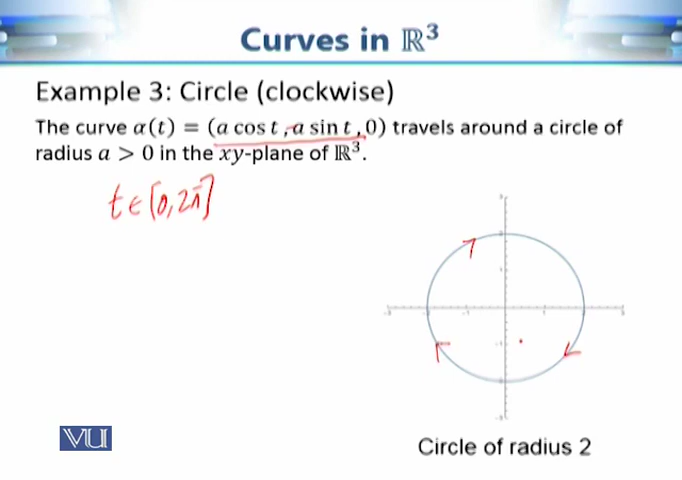 Curves in ℝ³
Example 3: Circle (clockwise)
The curve α(t) = (a cos t , -a sin t , 0) travels around a circle of
radius a > 0 in the xy-plane of ℝ³.
t ∈ [0, 2π]
Circle of radius 2
VU